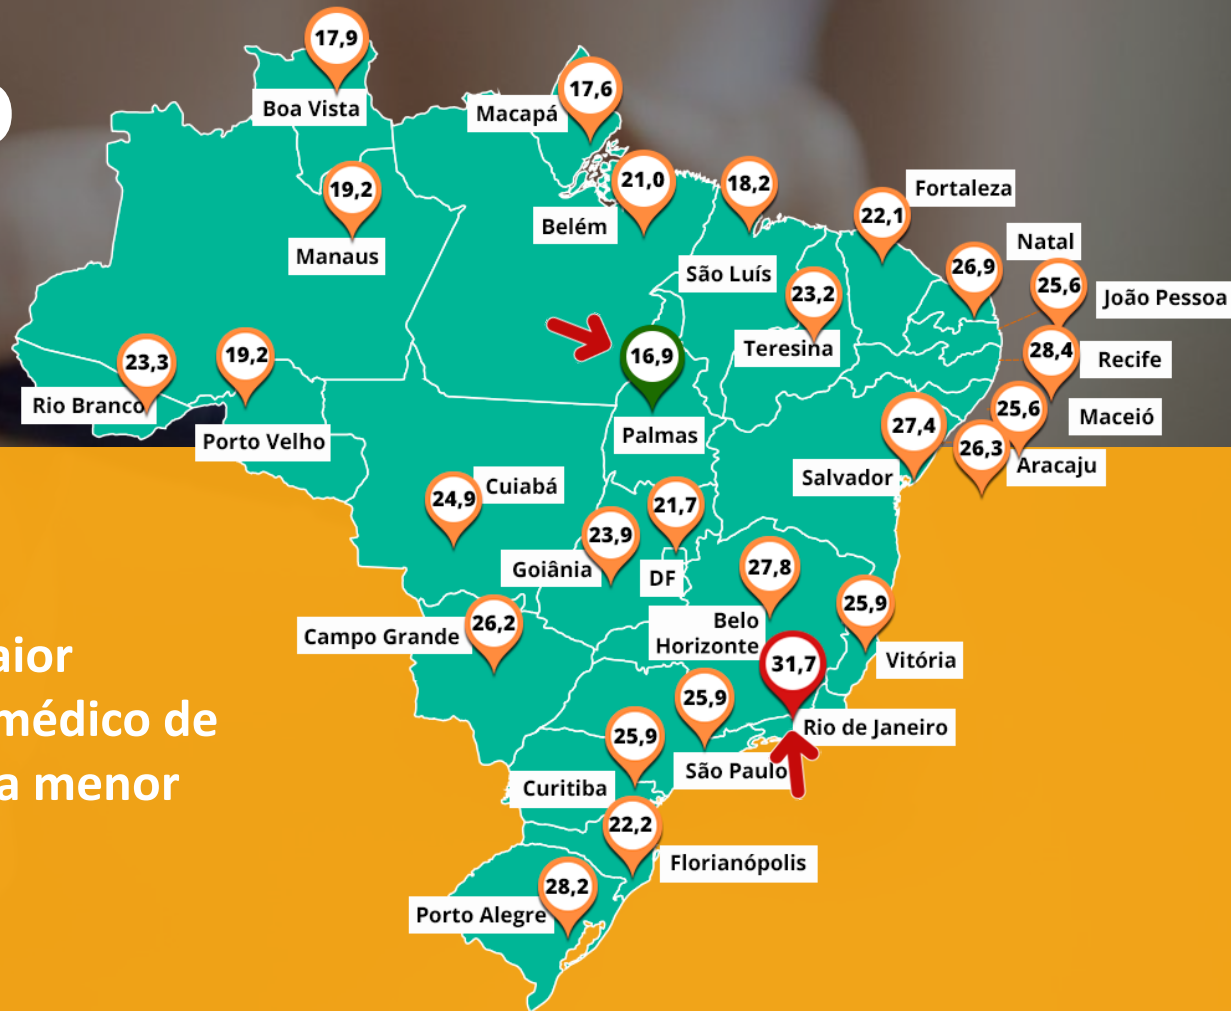 17,9
Boa Vista
17,6
Macapá
19,2
Manaus
21,0
Belém
18,2
São Luís
Fortaleza
22,1
Natal
26,9
25,6
João Pessoa
23,2
Teresina
28,4
Recife
16,9
Palmas
23,3
Rio Branco
19,2
Porto Velho
25,6
Maceió
27,4
Salvador
26,3
Aracaju
24,9
Cuiabá
21,7
DF
23,9
Goiânia
27,8
Belo
Horizonte
25,9
Vitória
26,2
Campo Grande
31,7
Rio de Janeiro
25,9
São Paulo
25,9
Curitiba
22,2
Florianópolis
28,2
Porto Alegre
médico de
a menor